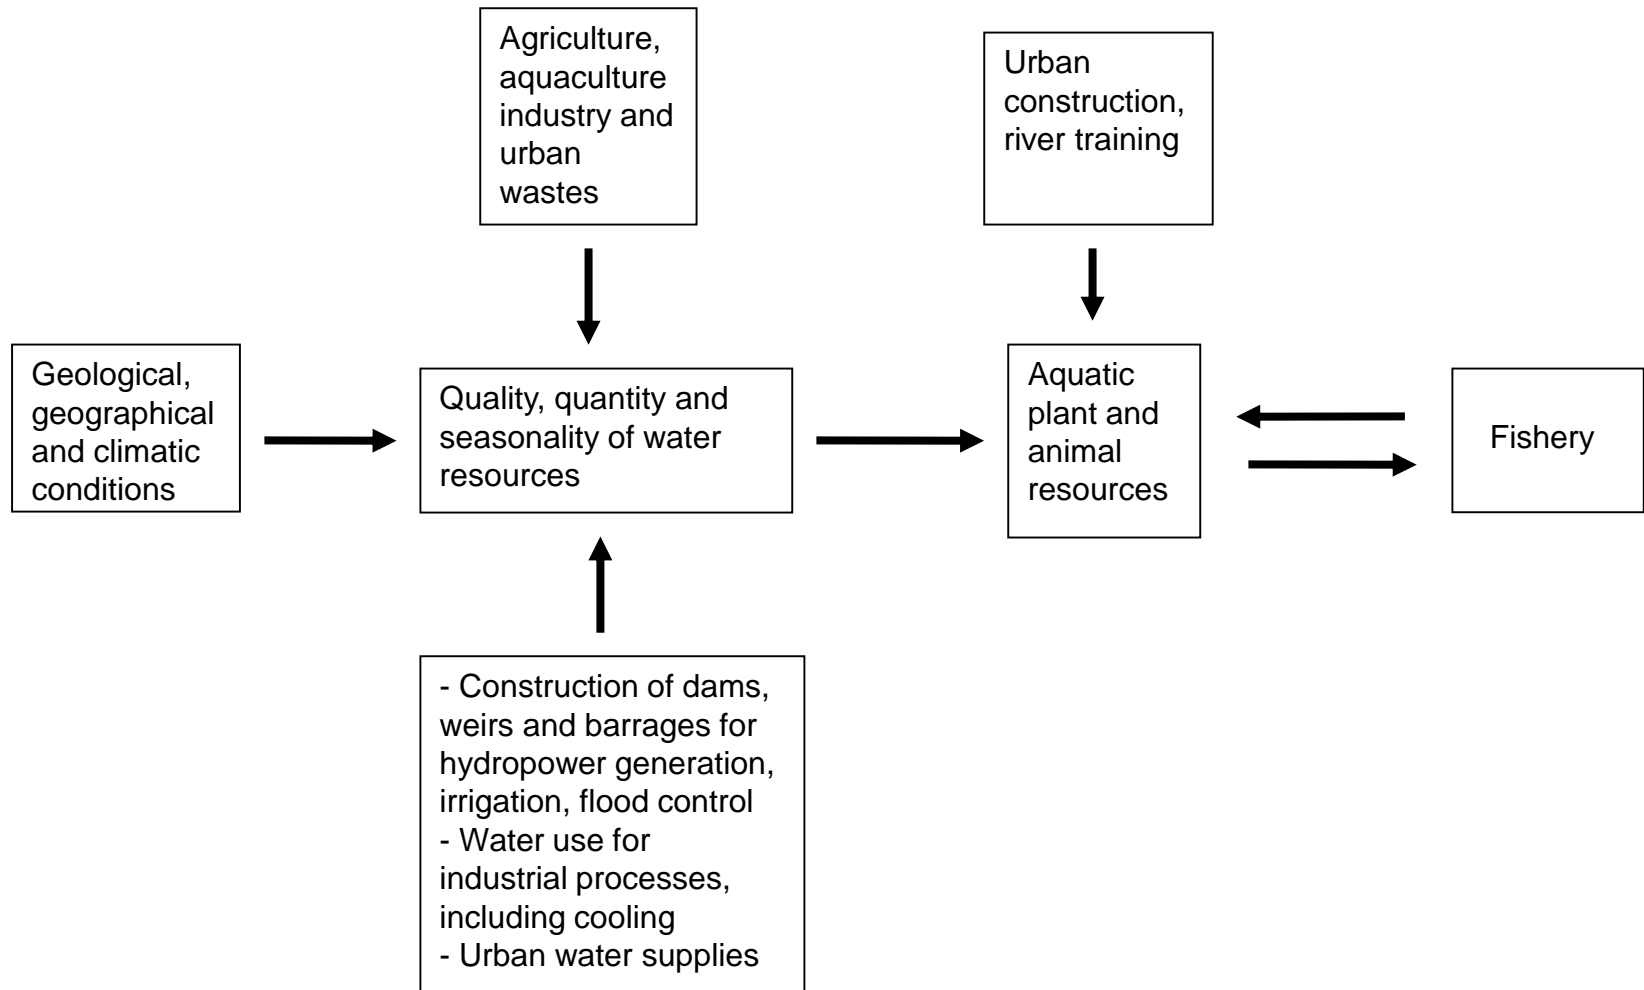 Agriculture,
aquaculture
industry and
urban
wastes
Urban
construction,
river training
Geological,
geographical
and climatic
conditions
Quality, quantity and
seasonality of water
resources
Aquatic
plant and
animal
resources
Fishery
- Construction of dams,
weirs and barrages for
hydropower generation,
irrigation, flood control
- Water use for
industrial processes,
including cooling
- Urban water supplies